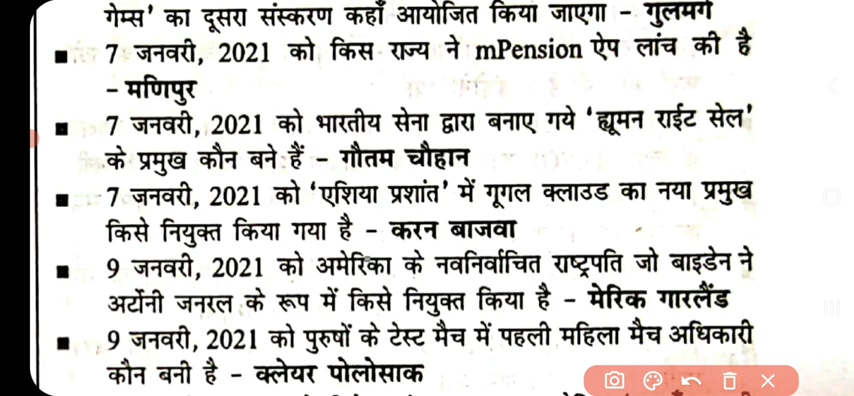 गेम्स' का दूसरा संस्करण कहाँ आयोजित किया जाएगा – गुलमर्ग
■ 7 जनवरी, 2021 को किस राज्य ने mPension ऐप लांच की है
– मणिपुर
■ 7 जनवरी, 2021 को भारतीय सेना द्वारा बनाए गये 'ह्यूमन राईट सेल'
के प्रमुख कौन बने हैं – गौतम चौहान
■ 7 जनवरी, 2021 को 'एशिया प्रशांत' में गूगल क्लाउड का नया प्रमुख
किसे नियुक्त किया गया है – करन बाजवा
■ 9 जनवरी, 2021 को अमेरिका के नवनिर्वाचित राष्ट्रपति जो बाइडेन ने
अर्टोनी जनरल के रूप में किसे नियुक्त किया है – मेरिक गारलैंड
■ 9 जनवरी, 2021 को पुरुषों के टेस्ट मैच में पहली महिला मैच अधिकारी
कौन बनी है – क्लेयर पोलोसाक